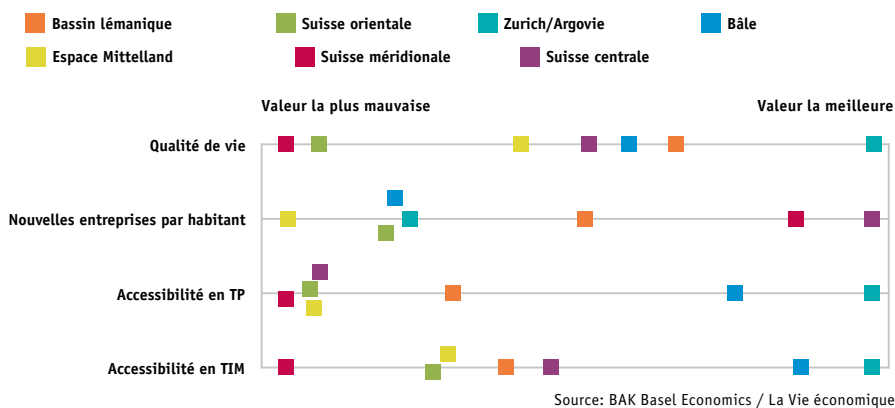 Bassin lémanique Suisse orientale Zurich/Argovie Bâle
Espace Mittelland Suisse méridionale Suisse centrale
Valeur la plus mauvaise Valeur la meilleure
Qualité de vie
Nouvelles entreprises par habitant
Accessibilité en TP
Accessibilité en TIM
Source: BAK Basel Economics / La Vie économique